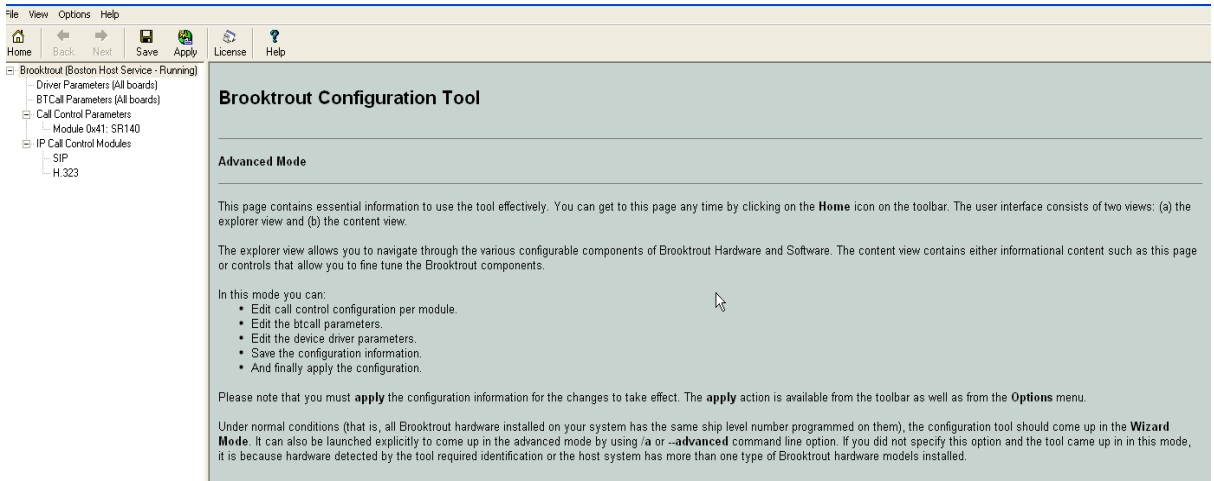 File View Options Help
Home Back Next Save Apply License Help
Brooktrout (Boston Host Service - Running)
Driver Parameters (All boards)
BTCall Parameters (All boards)
Call Control Parameters
Module 0x41: SR140
IP Call Control Modules
SIP
H.323
Brooktrout Configuration Tool
Advanced Mode
This page contains essential information to use the tool effectively. You can get to this page any time by clicking on the Home icon on the toolbar. The user interface consists of two views: (a) the
explorer view and (b) the content view.
The explorer view allows you to navigate through the various configurable components of Brooktrout Hardware and Software. The content view contains either informational content such as this page
or controls that allow you to fine tune the Brooktrout components.
In this mode you can:
• Edit call control configuration per module.
• Edit the btcall parameters.
• Edit the device driver parameters.
• Save the configuration information.
• And finally apply the configuration.
Please note that you must apply the configuration information for the changes to take effect. The apply action is available from the toolbar as well as from the Options menu.
Under normal conditions (that is, all Brooktrout hardware installed on your system has the same ship level number programmed on them), the configuration tool should come up in the Wizard
Mode. It can also be launched explicitly to come up in the advanced mode by using /a or --advanced command line option. If you did not specify this option and the tool came up in in this mode,
it is because hardware detected by the tool required identification or the host system has more than one type of Brooktrout hardware models installed.